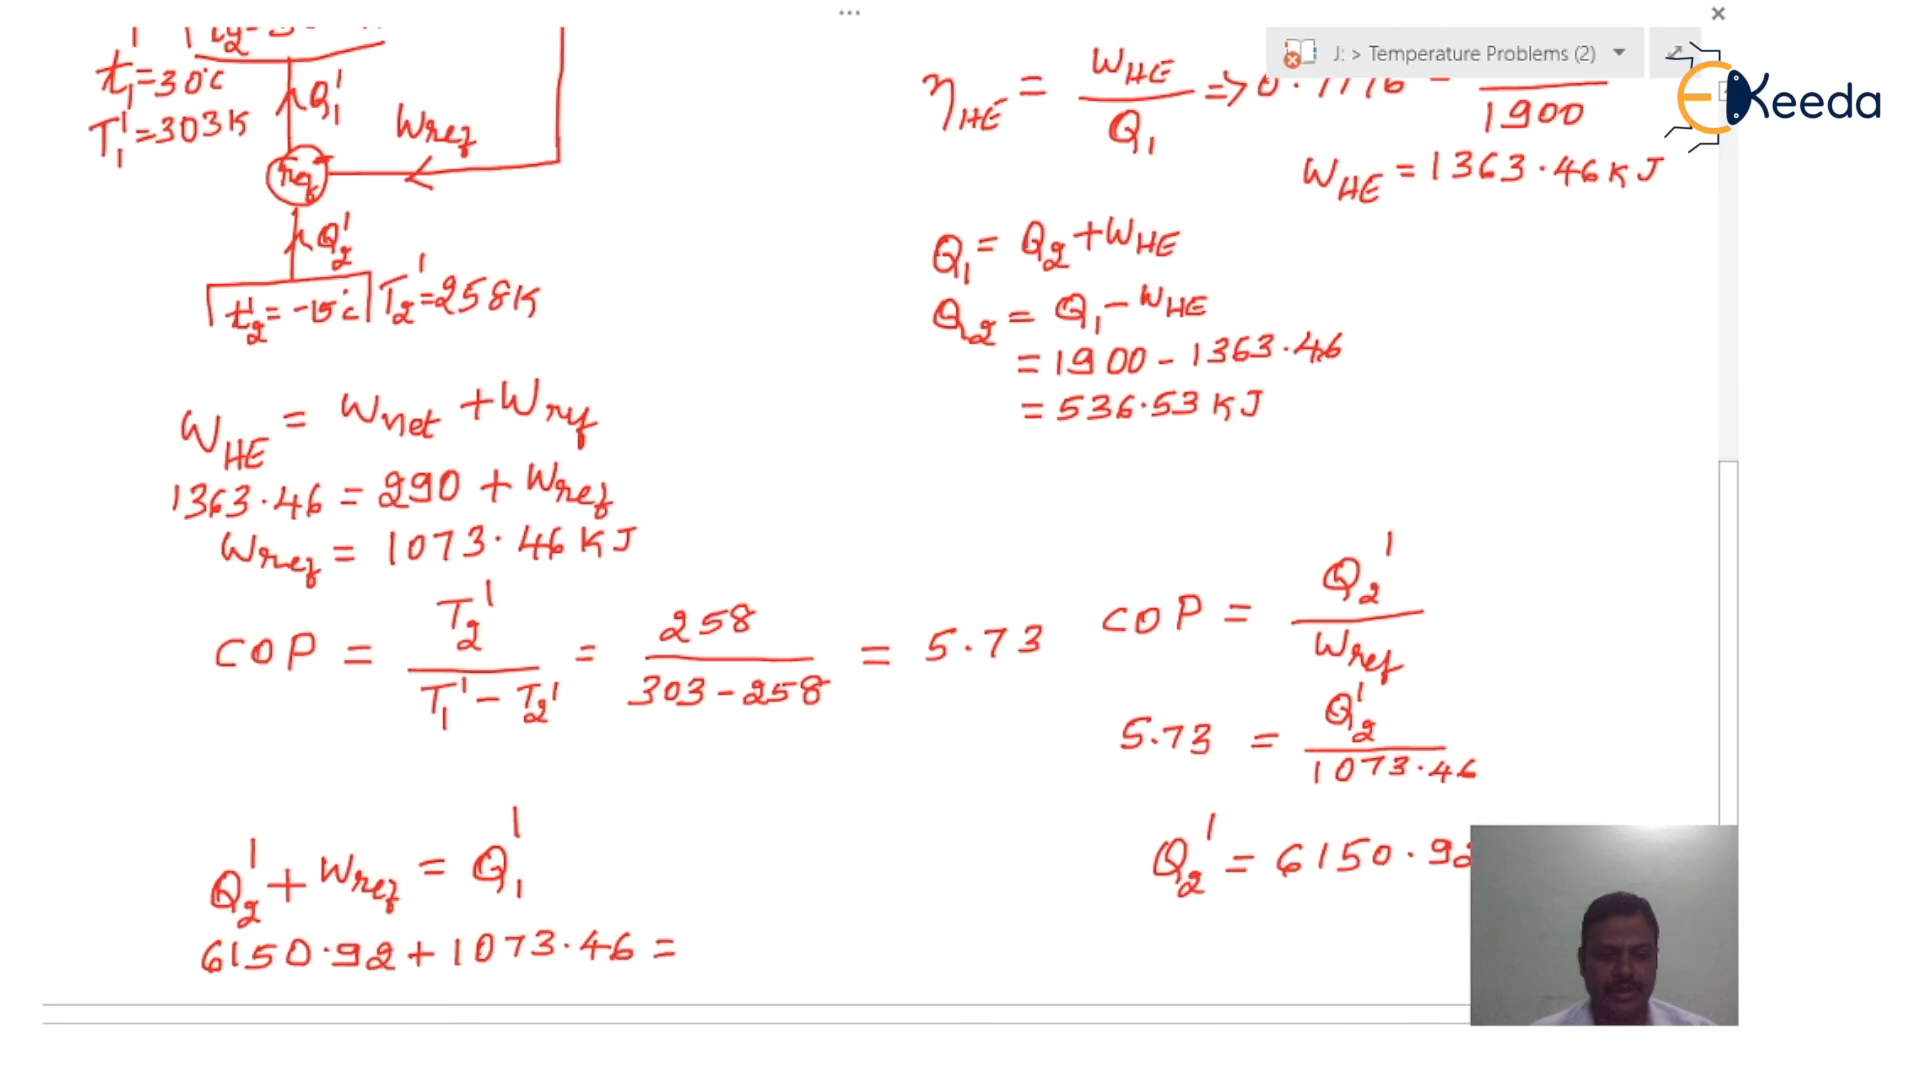 J: > Temperature Problems (2)
Keeda
t₁'=30°C
T₁'=303K
Q₁'
Wref
ref
Q₂'
t₂'=-15°C T₂'=258K
WHE = Wnet + Wref
1363.46 = 290 + Wref
Wref = 1073.46 KJ
COP = T₂' / (T₁' - T₂') = 258 / (303 - 258) = 5.73
Q₂' + Wref = Q₁'
6150.92 + 1073.46 =
ηHE = WHE / Q₁ =>
1900
WHE = 1363.46 KJ
Q₁ = Q₂ + WHE
Q₂ = Q₁ - WHE
= 1900 - 1363.46
= 536.53 KJ
COP = Q₂' / Wref
5.73 = Q₂' / 1073.46
Q₂' = 6150.92